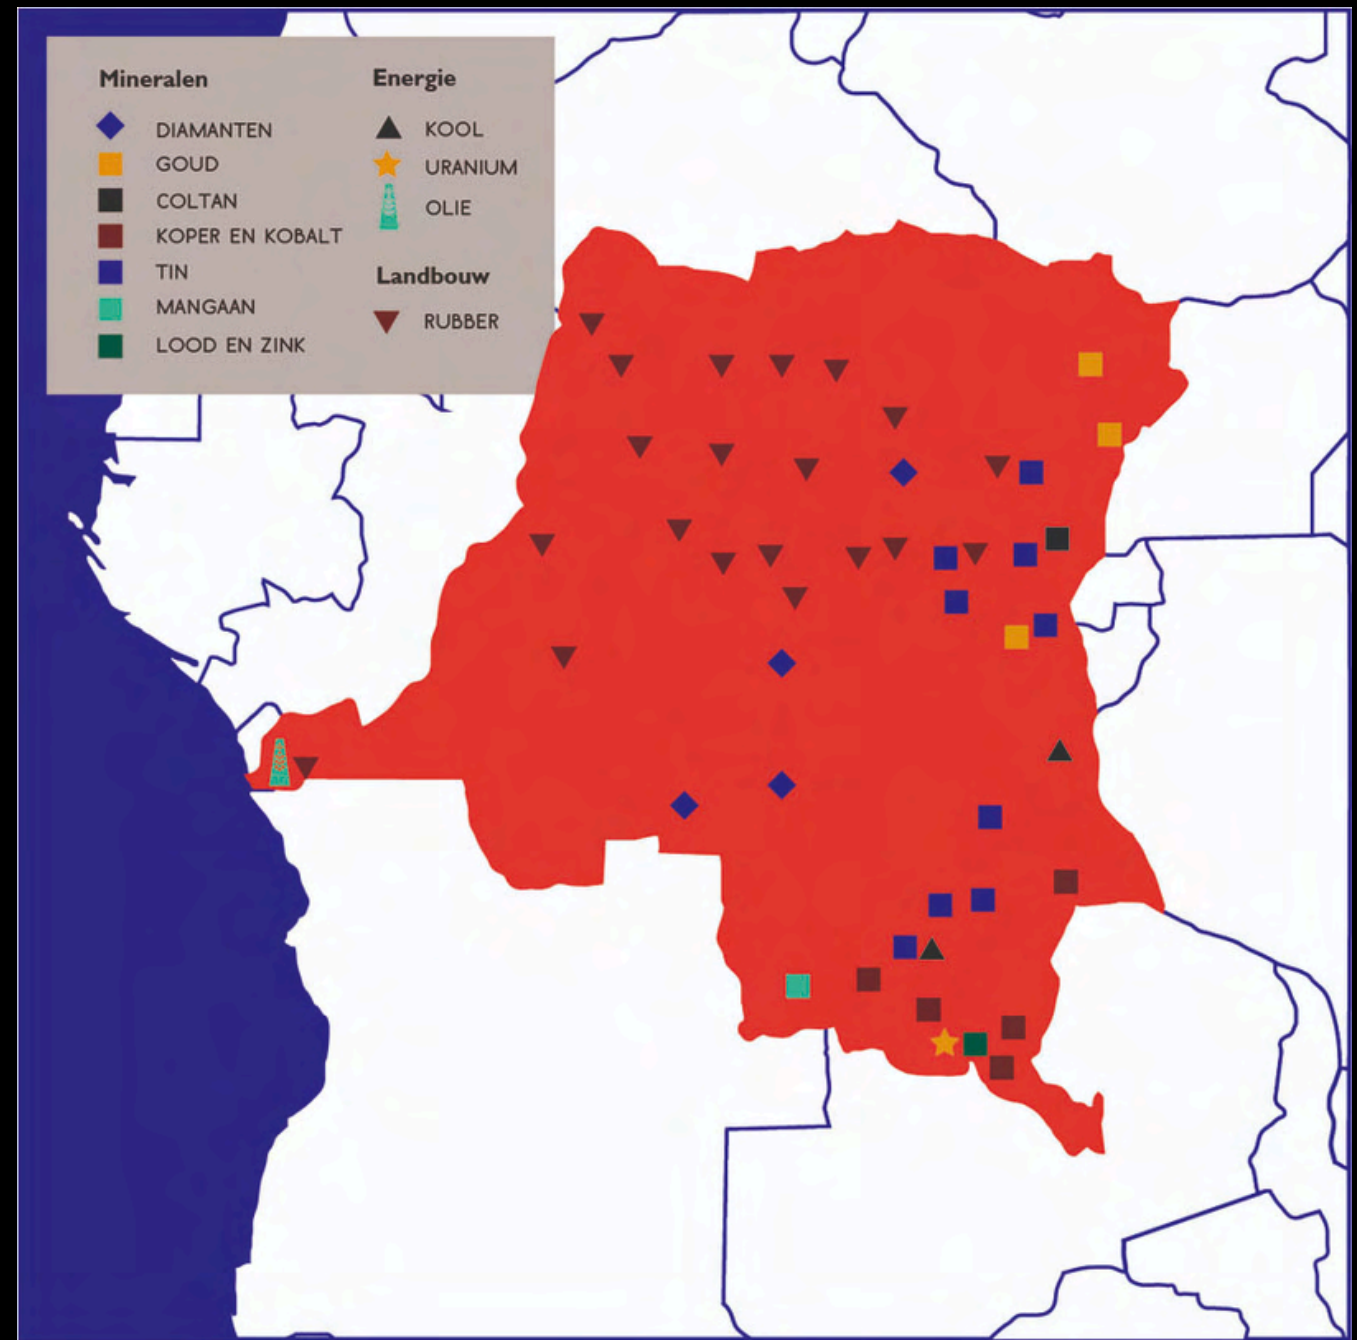 Mineralen
DIAMANTEN
GOUD
COLTAN
KOPER EN KOBALT
TIN
MANGAAN
LOOD EN ZINK
Energie
KOOL
URANIUM
OLIE
Landbouw
RUBBER